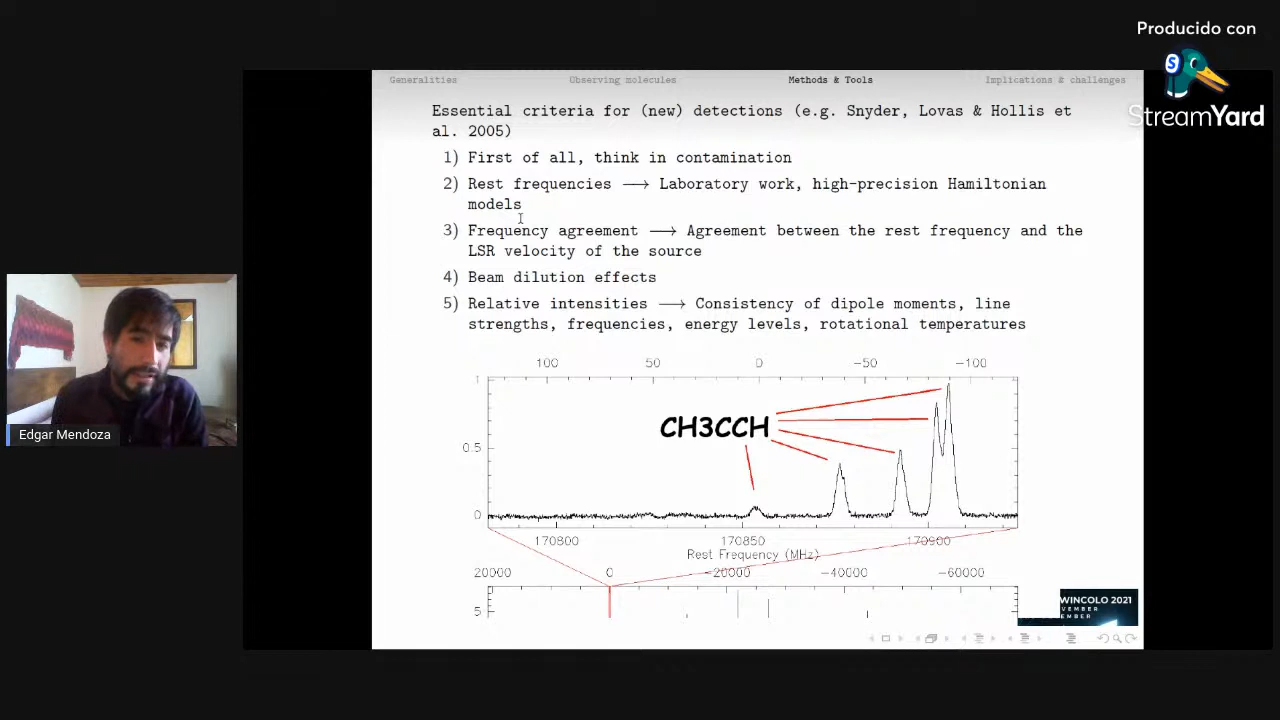 Producido con
S
StreamYard
Generalities Observing molecules Methods & Tools Implications & challenges
Essential criteria for (new) detections (e.g. Snyder, Lovas & Hollis et
al. 2005)
1) First of all, think in contamination
2) Rest frequencies → Laboratory work, high-precision Hamiltonian
models
3) Frequency agreement → Agreement between the rest frequency and the
LSR velocity of the source
4) Beam dilution effects
5) Relative intensities → Consistency of dipole moments, line
strengths, frequencies, energy levels, rotational temperatures
100 50 0 −50 −100
1
CH3CCH
0.5
0
170800 170850 170900
Rest Frequency (MHz)
20000 0 −20000 −40000 −60000
5
WINCOLO 2021
Edgar Mendoza